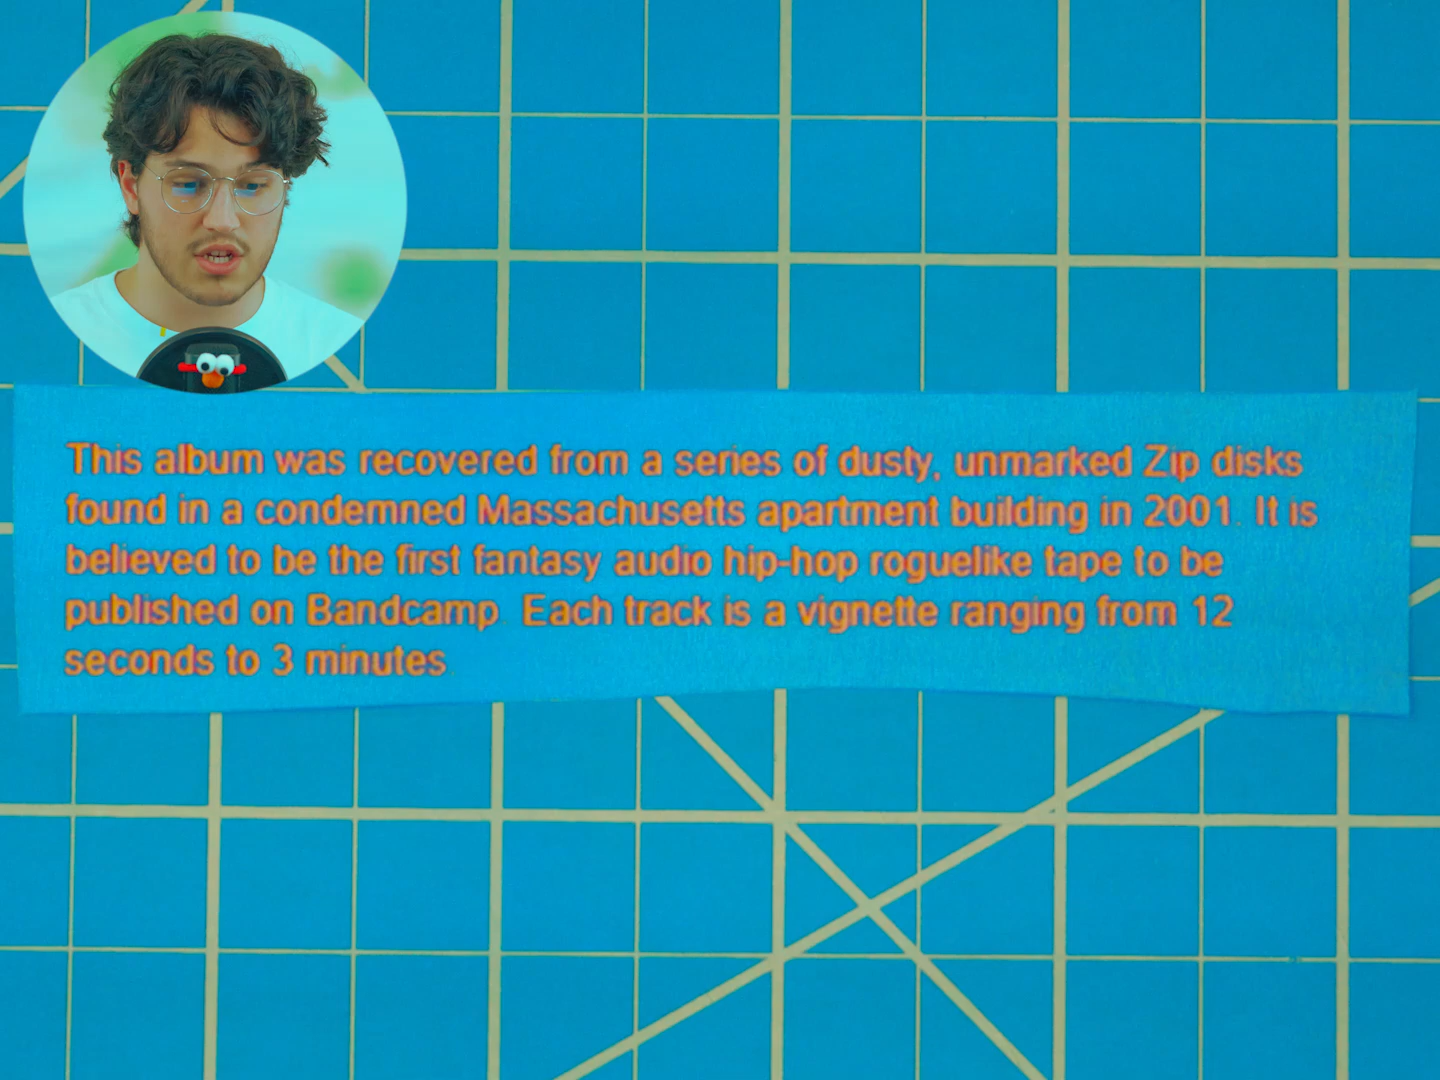 This album was recovered from a series of dusty, unmarked Zip disks
found in a condemned Massachusetts apartment building in 2001. It is
believed to be the first fantasy audio hip-hop roguelike tape to be
published on Bandcamp. Each track is a vignette ranging from 12
seconds to 3 minutes.